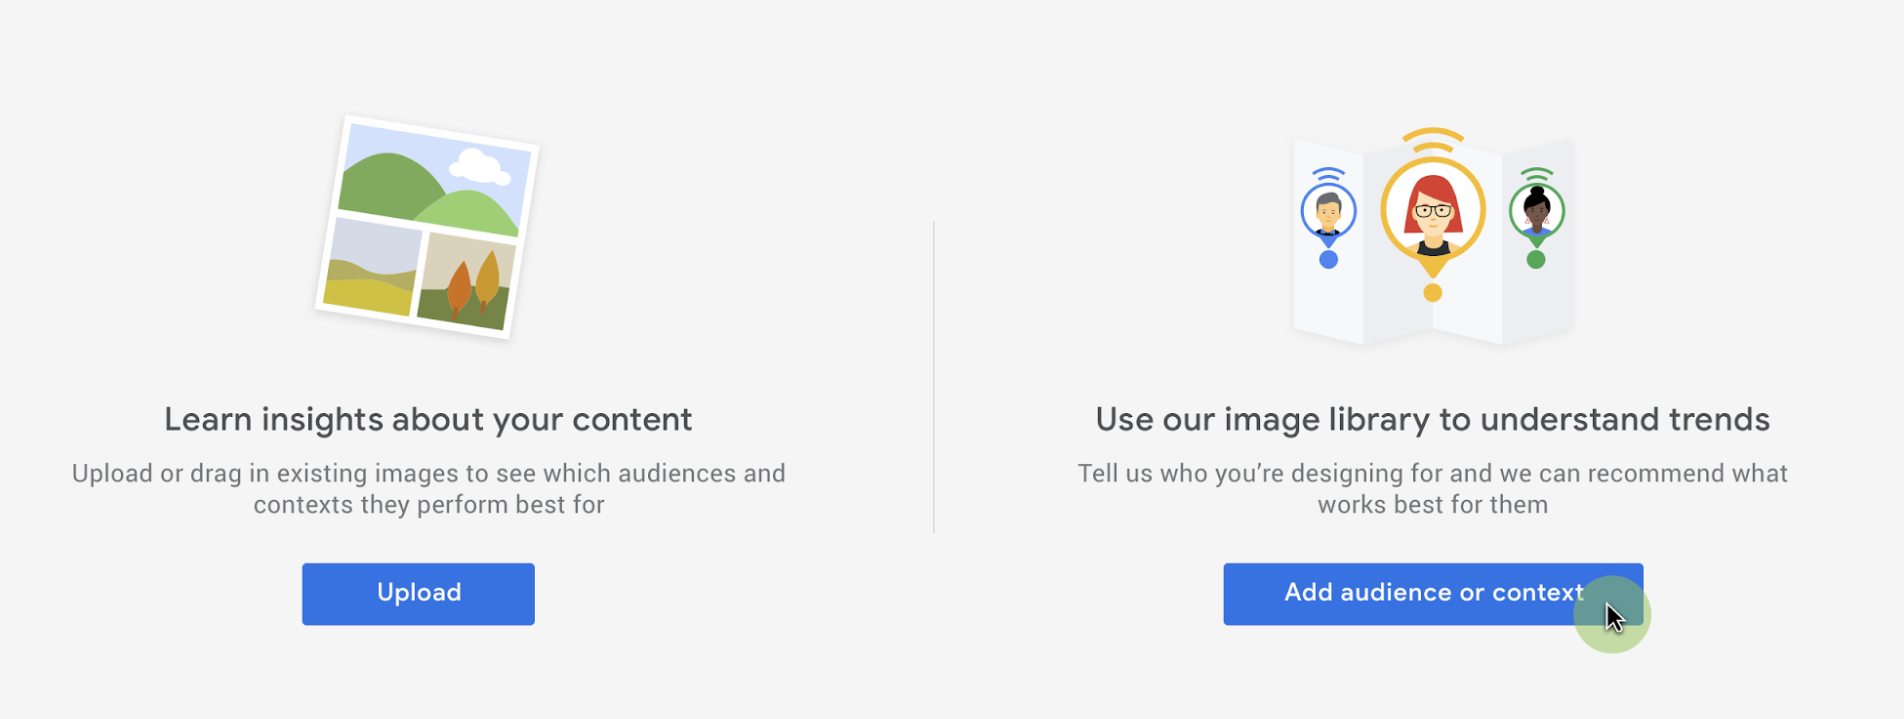 Learn insights about your content
Upload or drag in existing images to see which audiences and
contexts they perform best for
Upload
Use our image library to understand trends
Tell us who you’re designing for and we can recommend what
works best for them
Add audience or context